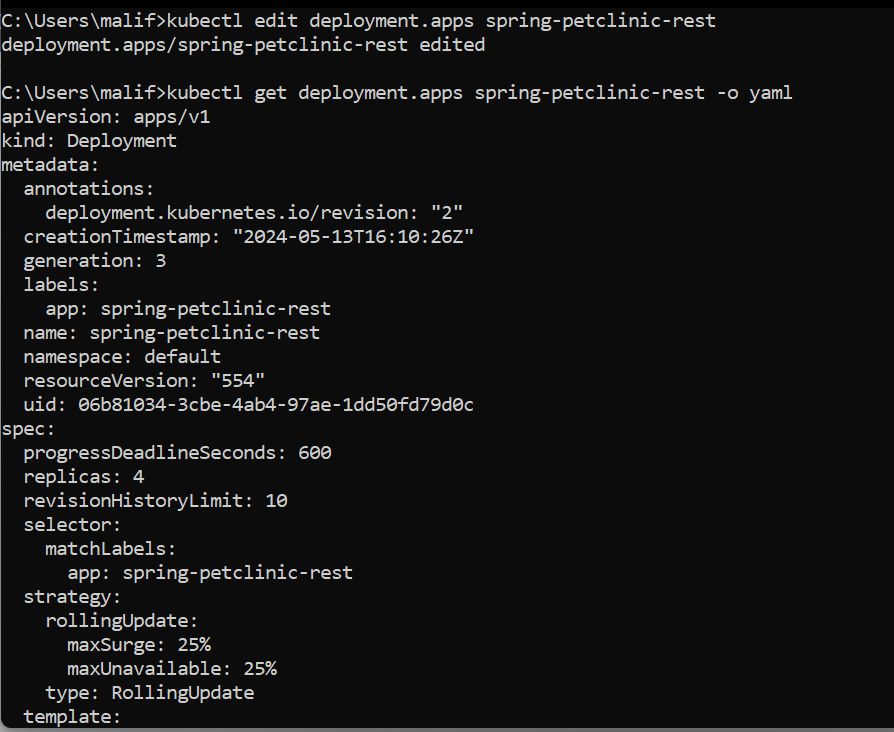 C:\Users\malif>kubectl edit deployment.apps spring-petclinic-rest
deployment.apps/spring-petclinic-rest edited

C:\Users\malif>kubectl get deployment.apps spring-petclinic-rest -o yaml
apiVersion: apps/v1
kind: Deployment
metadata:
  annotations:
    deployment.kubernetes.io/revision: "2"
  creationTimestamp: "2024-05-13T16:10:26Z"
  generation: 3
  labels:
    app: spring-petclinic-rest
  name: spring-petclinic-rest
  namespace: default
  resourceVersion: "554"
  uid: 06b81034-3cbe-4ab4-97ae-1dd50fd79d0c
spec:
  progressDeadlineSeconds: 600
  replicas: 4
  revisionHistoryLimit: 10
  selector:
    matchLabels:
      app: spring-petclinic-rest
  strategy:
    rollingUpdate:
      maxSurge: 25%
      maxUnavailable: 25%
    type: RollingUpdate
  template: